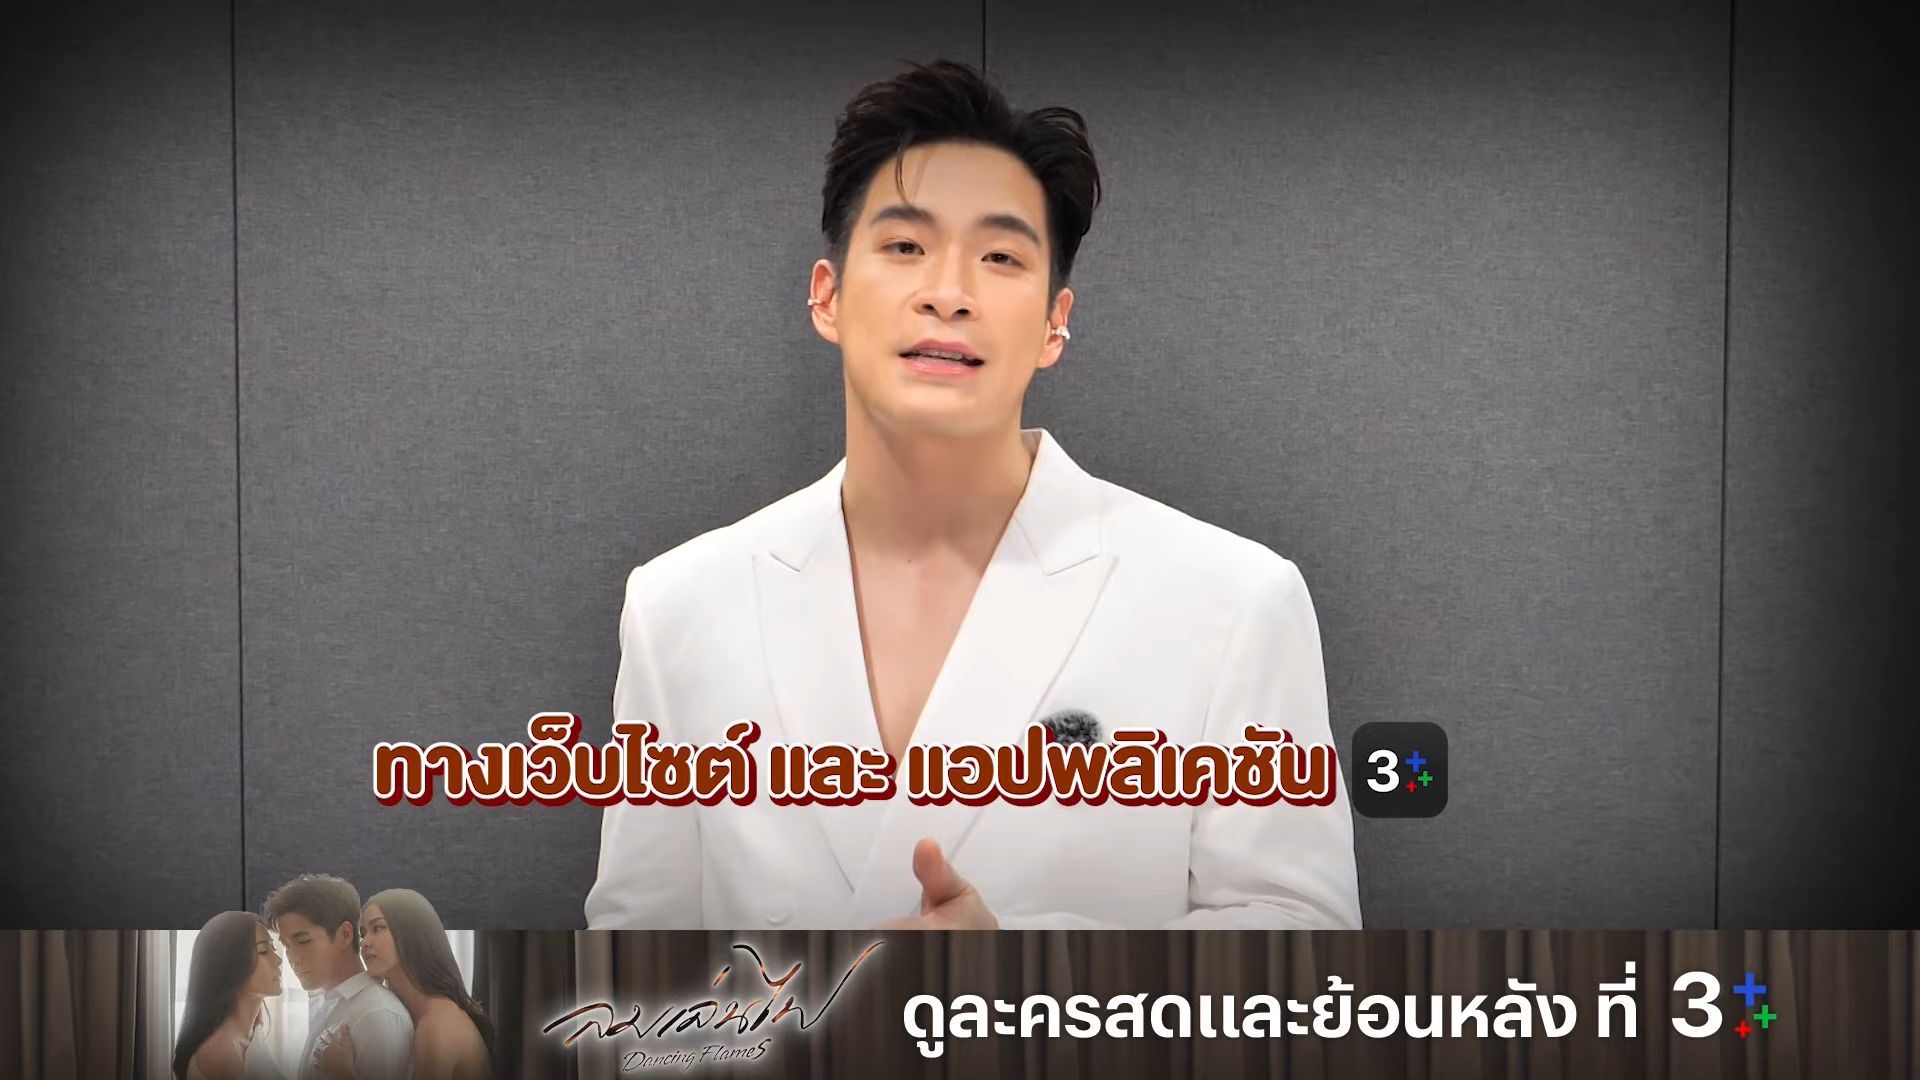 ทางเว็บไซต์ และ แอปพลิเคชัน 3
ลมเล่นไฟ
Dancing Flames
ดูละครสดและย้อนหลัง ที่ 3